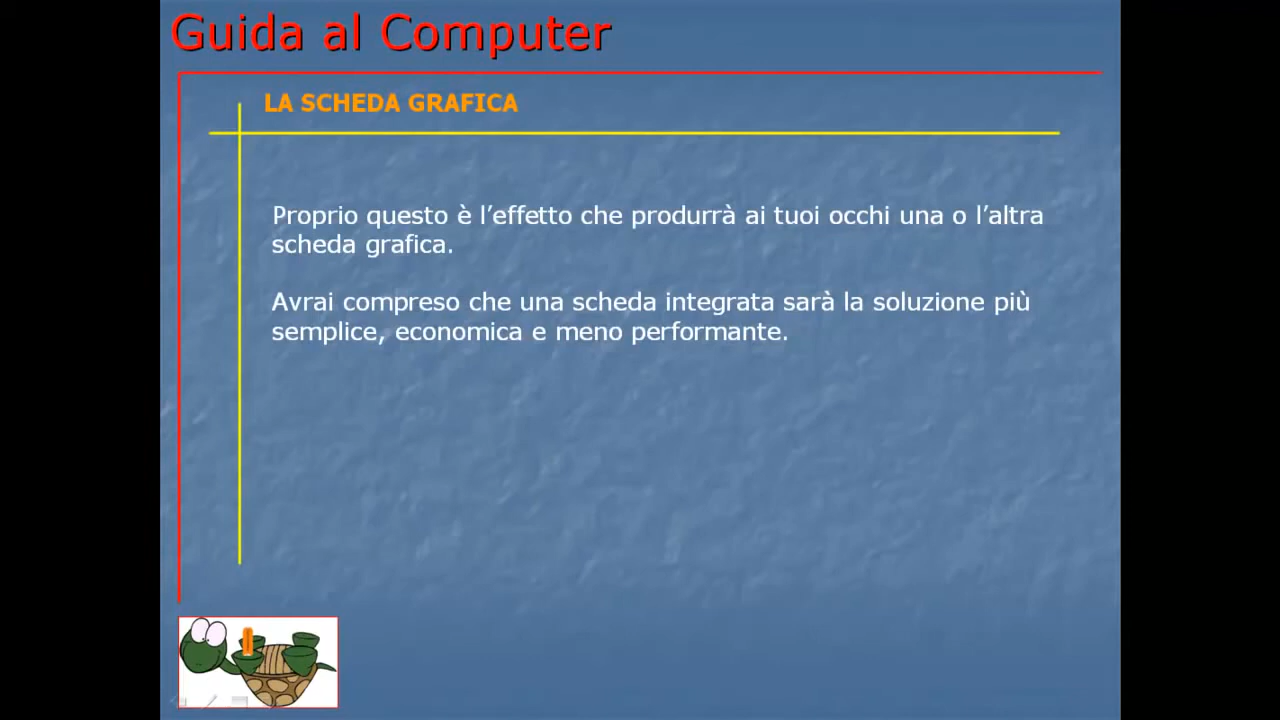 Guida al Computer
LA SCHEDA GRAFICA
Proprio questo è l’effetto che produrrà ai tuoi occhi una o l’altra
scheda grafica.
Avrai compreso che una scheda integrata sarà la soluzione più
semplice, economica e meno performante.